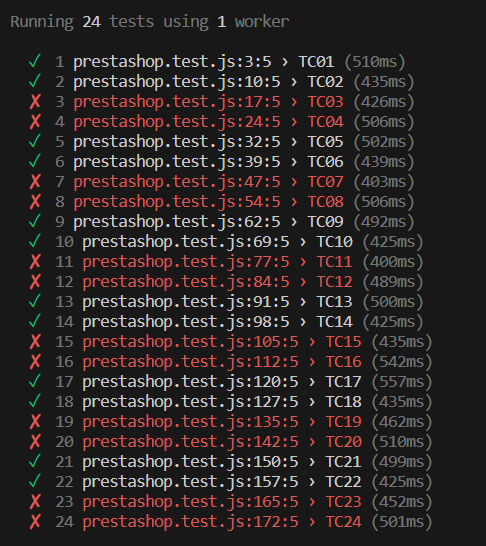 Running 24 tests using 1 worker
✓ 1 prestashop.test.js:3:5 › TC01 (510ms)
✓ 2 prestashop.test.js:10:5 › TC02 (435ms)
✘ 3 prestashop.test.js:17:5 › TC03 (426ms)
✘ 4 prestashop.test.js:24:5 › TC04 (506ms)
✓ 5 prestashop.test.js:32:5 › TC05 (502ms)
✓ 6 prestashop.test.js:39:5 › TC06 (439ms)
✘ 7 prestashop.test.js:47:5 › TC07 (403ms)
✘ 8 prestashop.test.js:54:5 › TC08 (506ms)
✓ 9 prestashop.test.js:62:5 › TC09 (492ms)
✓ 10 prestashop.test.js:69:5 › TC10 (425ms)
✘ 11 prestashop.test.js:77:5 › TC11 (400ms)
✘ 12 prestashop.test.js:84:5 › TC12 (489ms)
✓ 13 prestashop.test.js:91:5 › TC13 (500ms)
✓ 14 prestashop.test.js:98:5 › TC14 (425ms)
✘ 15 prestashop.test.js:105:5 › TC15 (435ms)
✘ 16 prestashop.test.js:112:5 › TC16 (542ms)
✓ 17 prestashop.test.js:120:5 › TC17 (557ms)
✓ 18 prestashop.test.js:127:5 › TC18 (435ms)
✘ 19 prestashop.test.js:135:5 › TC19 (462ms)
✘ 20 prestashop.test.js:142:5 › TC20 (510ms)
✓ 21 prestashop.test.js:150:5 › TC21 (499ms)
✓ 22 prestashop.test.js:157:5 › TC22 (425ms)
✘ 23 prestashop.test.js:165:5 › TC23 (452ms)
✘ 24 prestashop.test.js:172:5 › TC24 (501ms)